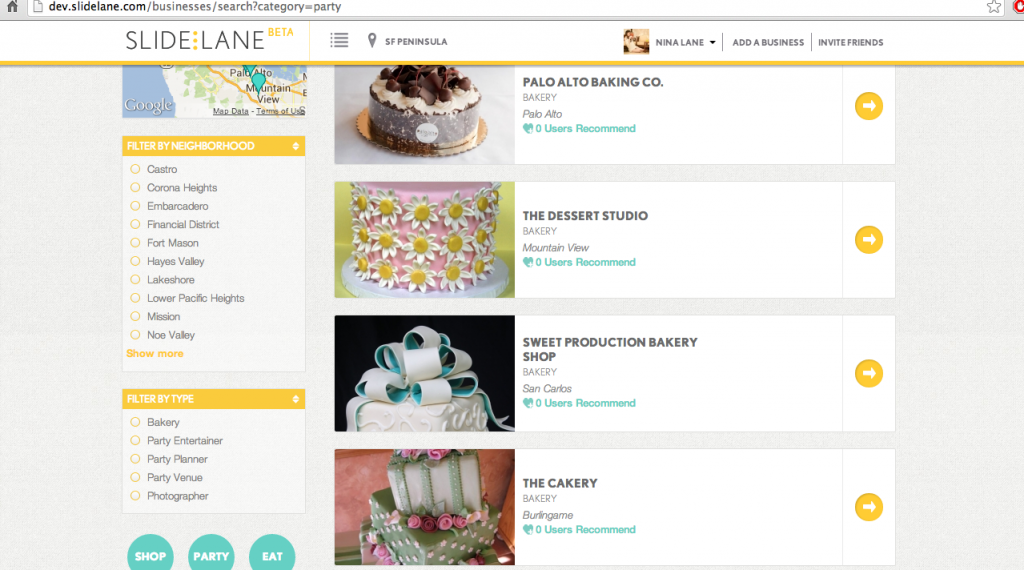 dev.slidelane.com/businesses/search?category=party
SLIDE:LANE BETA
SF PENINSULA
NINA LANE
ADD A BUSINESS
INVITE FRIENDS
Palo Alto
Mountain
View
Google
Map Data - Terms of Use
FILTER BY NEIGHBORHOOD
Castro
Corona Heights
Embarcadero
Financial District
Fort Mason
Hayes Valley
Lakeshore
Lower Pacific Heights
Mission
Noe Valley
Show more
FILTER BY TYPE
Bakery
Party Entertainer
Party Planner
Party Venue
Photographer
SHOP
PARTY
EAT
PALO ALTO BAKING CO.
BAKERY
Palo Alto
0 Users Recommend
THE DESSERT STUDIO
BAKERY
Mountain View
0 Users Recommend
SWEET PRODUCTION BAKERY
SHOP
BAKERY
San Carlos
0 Users Recommend
THE CAKERY
BAKERY
Burlingame
0 Users Recommend